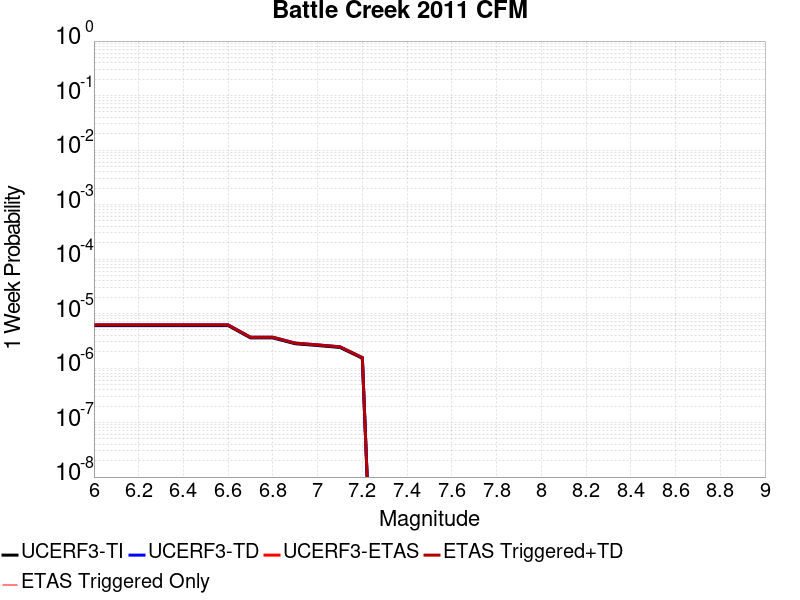 Battle Creek 2011 CFM
1 Week Probability
10^0
10^-1
10^-2
10^-3
10^-4
10^-5
10^-6
10^-7
10^-8
6 6.2 6.4 6.6 6.8 7 7.2 7.4 7.6 7.8 8 8.2 8.4 8.6 8.8 9
Magnitude
UCERF3-TI UCERF3-TD UCERF3-ETAS ETAS Triggered+TD
ETAS Triggered Only